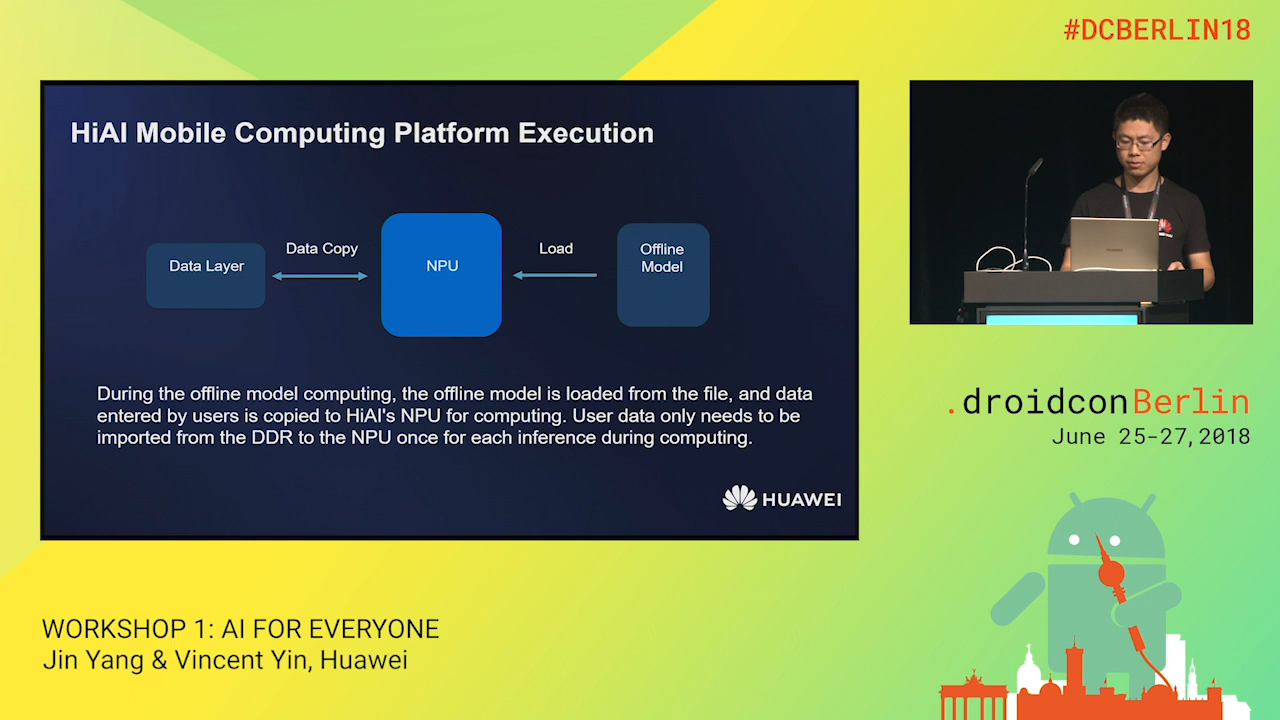 #DCBERLIN18
HiAI Mobile Computing Platform Execution
Data Layer
Data Copy
NPU
Load
Offline
Model
During the offline model computing, the offline model is loaded from the file, and data
entered by users is copied to HiAI's NPU for computing. User data only needs to be
imported from the DDR to the NPU once for each inference during computing.
HUAWEI
.droidconBerlin
June 25-27, 2018
WORKSHOP 1: AI FOR EVERYONE
Jin Yang & Vincent Yin, Huawei